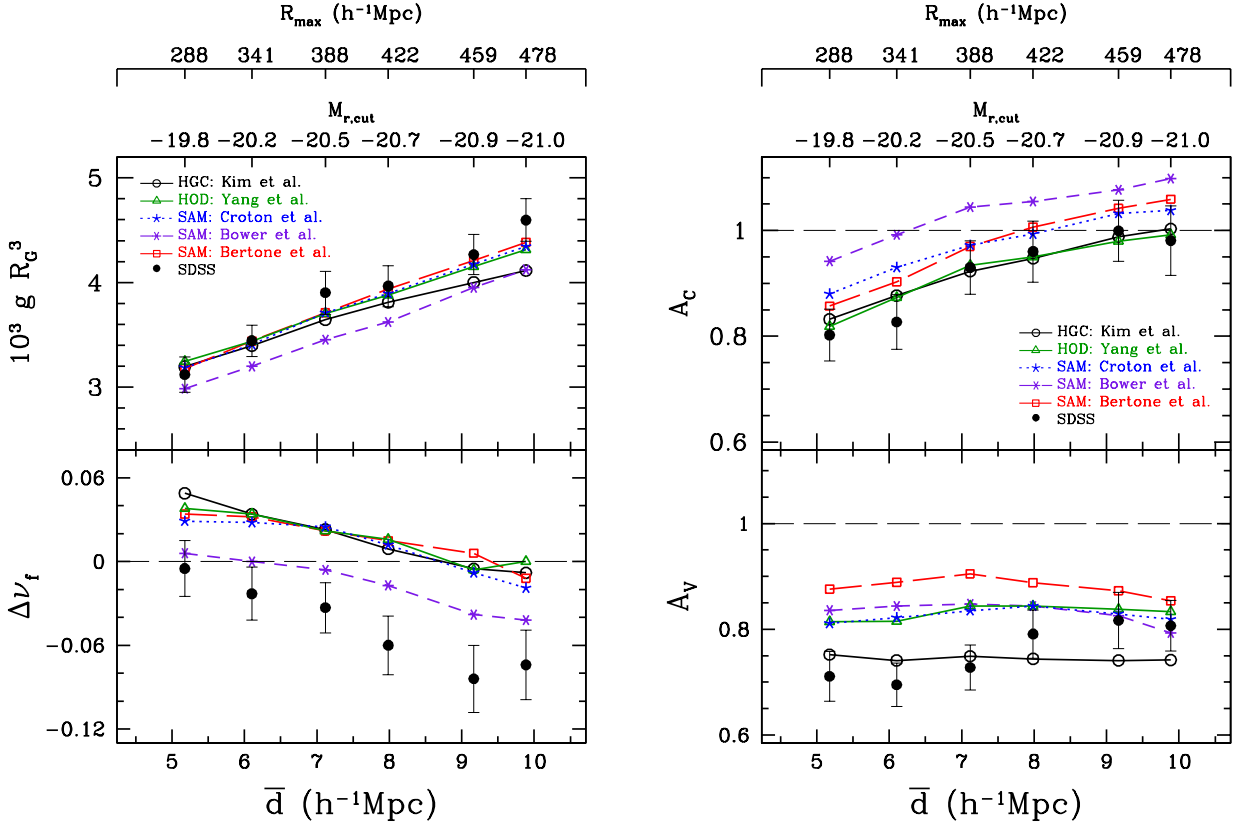 R_max (h⁻¹Mpc)
288 341 388 422 459 478
M_r,cut
−19.8 −20.2 −20.5 −20.7 −20.9 −21.0
5
4
3
10³ g R_G³
HGC: Kim et al.
HOD: Yang et al.
SAM: Croton et al.
SAM: Bower et al.
SAM: Bertone et al.
SDSS
0.06
0
−0.06
−0.12
Δν_f
5 6 7 8 9 10
d̅ (h⁻¹Mpc)
R_max (h⁻¹Mpc)
288 341 388 422 459 478
M_r,cut
−19.8 −20.2 −20.5 −20.7 −20.9 −21.0
1
0.8
0.6
A_C
HGC: Kim et al.
HOD: Yang et al.
SAM: Croton et al.
SAM: Bower et al.
SAM: Bertone et al.
SDSS
1
0.8
0.6
A_V
5 6 7 8 9 10
d̅ (h⁻¹Mpc)